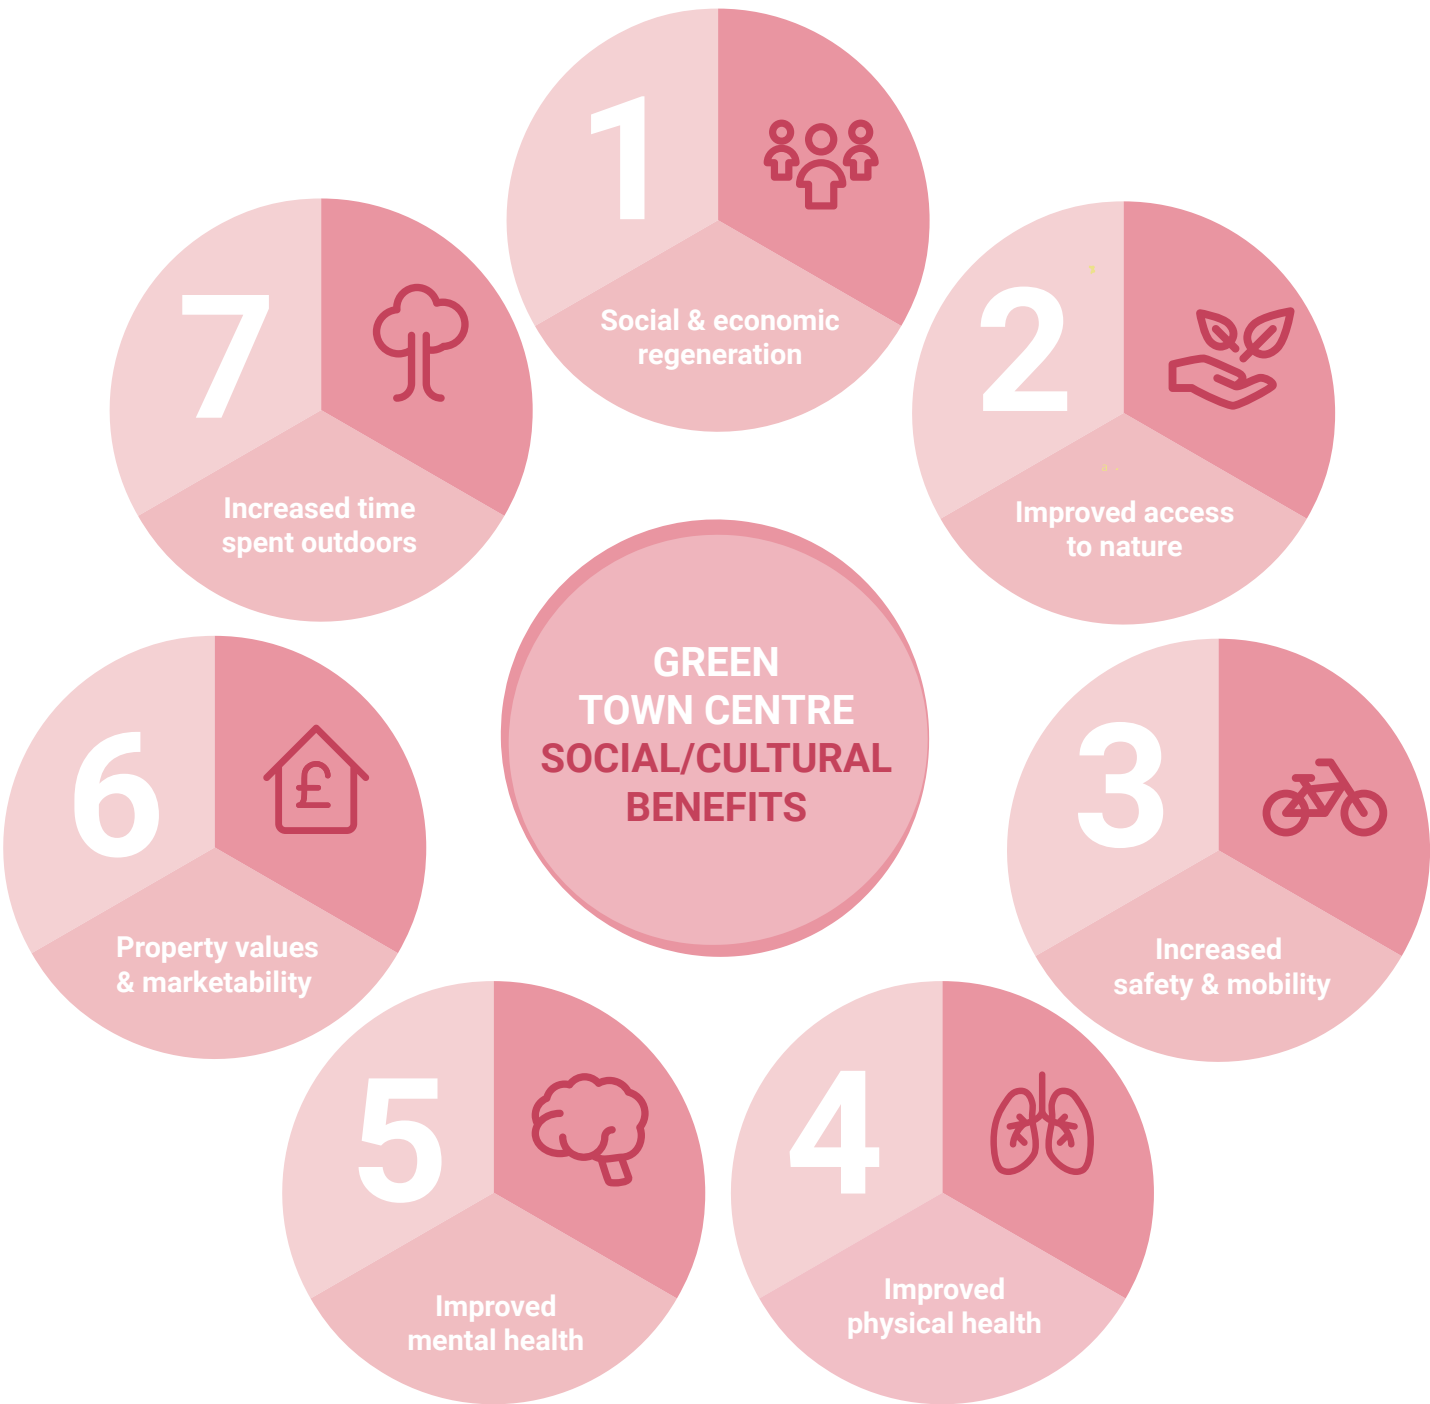 1
Social & economic
regeneration
2
Improved access
to nature
3
Increased
safety & mobility
4
Improved
physical health
5
Improved
mental health
6
£
Property values
& marketability
7
Increased time
spent outdoors
GREEN
TOWN CENTRE
SOCIAL/CULTURAL
BENEFITS